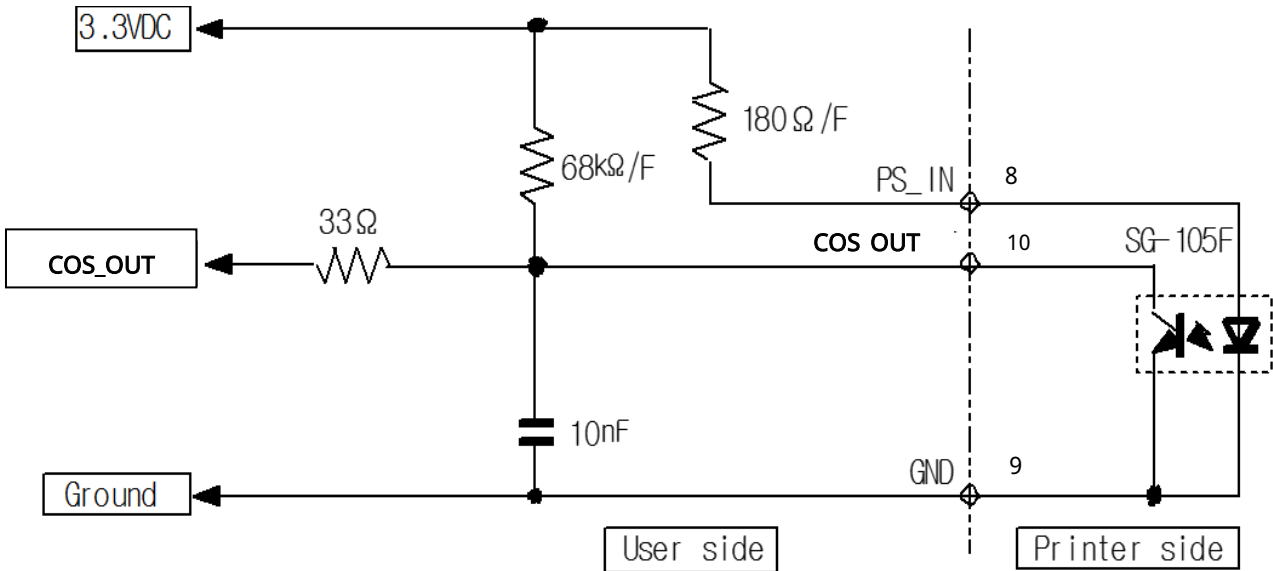 3.3VDC
180Ω/F
68kΩ/F
PS_IN
8
33Ω
COS OUT
10
SG-105F
COS_OUT
10nF
GND
9
Ground
User side
Printer side